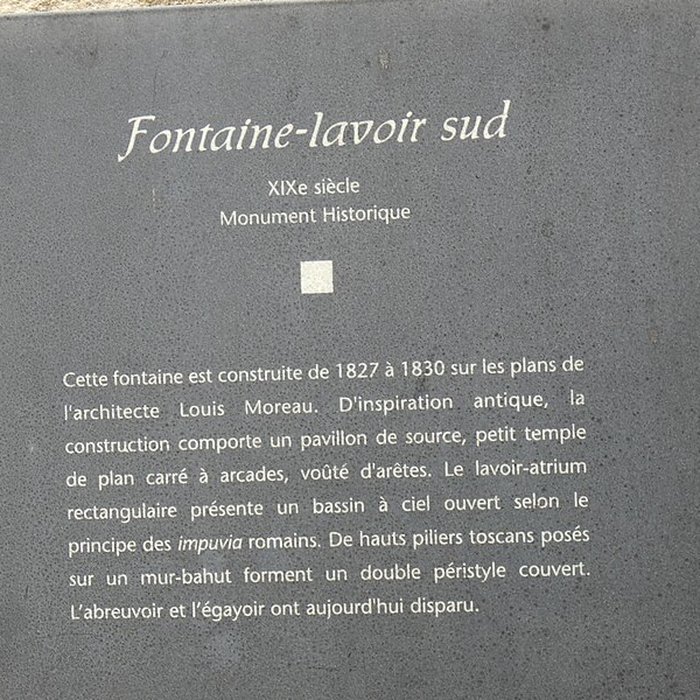 Fontaine-lavoir sud
XIXe siècle
Monument Historique
Cette fontaine est construite de 1827 à 1830 sur les plans de
l'architecte Louis Moreau. D'inspiration antique, la
construction comporte un pavillon de source, petit temple
de plan carré à arcades, voûté d'arêtes. Le lavoir-atrium
rectangulaire présente un bassin à ciel ouvert selon le
principe des impuvia romains. De hauts piliers toscans posés
sur un mur-bahut forment un double péristyle couvert.
L'abreuvoir et l'égayoir ont aujourd'hui disparu.